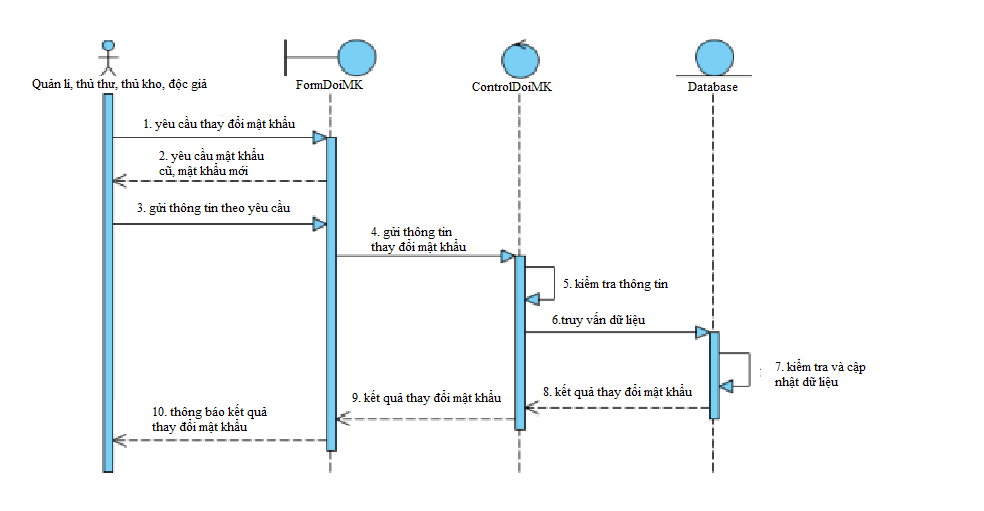 Quản lí, thủ thư, thủ kho, độc giả
FormDoiMK
ControlDoiMK
Database
1. yêu cầu thay đổi mật khẩu
2. yêu cầu mật khẩu
cũ, mật khẩu mới
3. gửi thông tin theo yêu cầu
4. gửi thông tin
thay đổi mật khẩu
5. kiểm tra thông tin
6.truy vấn dữ liệu
7. kiểm tra và cập
nhật dữ liệu
8. kết quả thay đổi mật khẩu
9. kết quả thay đổi mật khẩu
10. thông báo kết quả
thay đổi mật khẩu